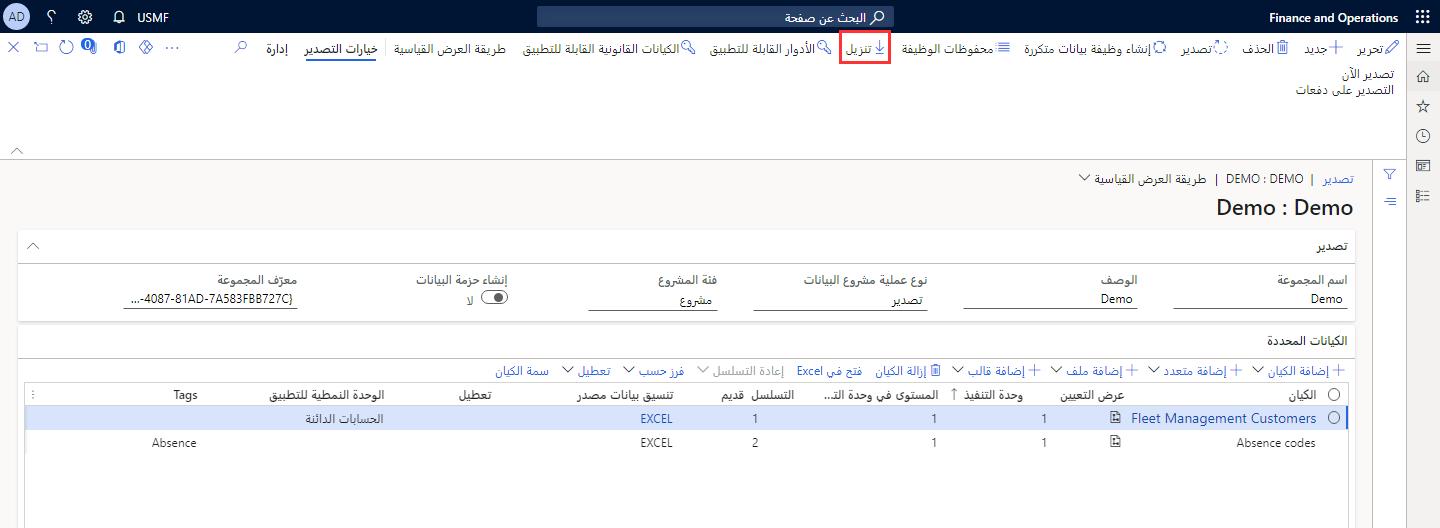 Finance and Operations
البحث عن صفحة
USMF
؟
AD
تحرير
جديد
الحذف
تصدير
إنشاء وظيفة بيانات متكررة
محفوظات الوظيفة
تنزيل
الأدوار القابلة للتطبيق
الكيانات القانونية القابلة للتطبيق
طريقة العرض القياسية
خيارات التصدير
إدارة
0
تصدير الآن
التصدير على دفعات
تصدير | DEMO : DEMO | طريقة العرض القياسية
Demo : Demo
تصدير
اسم المجموعة
Demo
الوصف
Demo
نوع عملية مشروع البيانات
تصدير
فئة المشروع
مشروع
إنشاء حزمة البيانات
لا
معرّف المجموعة
...-4087-81AD-7A583FBB727C}
الكيانات المحددة
إضافة الكيان
إضافة متعدد
إضافة ملف
إضافة قالب
إزالة الكيان
فتح في Excel
إعادة التسلسل
فرز حسب
تعطيل
سمة الكيان
الكيان
عرض التعيين
وحدة التنفيذ
المستوى في وحدة الت...
التسلسل
قديم
تنسيق بيانات مصدر
تعطيل
الوحدة النمطية للتطبيق
Tags
Fleet Management Customers
1
1
1
EXCEL
الحسابات الدائنة
Absence codes
1
1
2
EXCEL
Absence